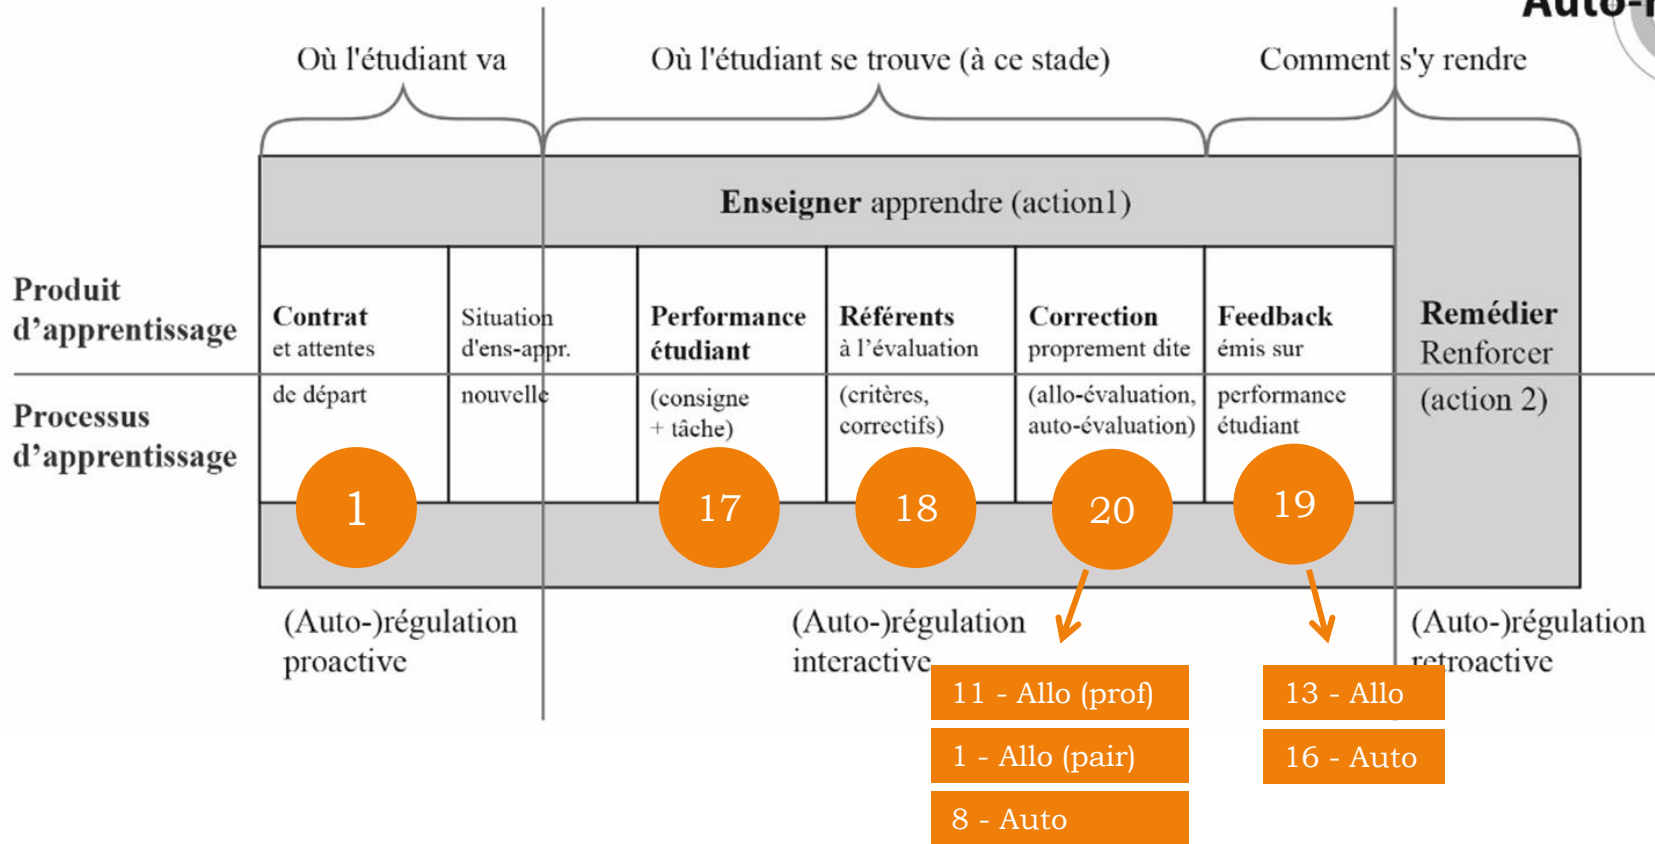 Auto-r
Où l'étudiant va
Où l'étudiant se trouve (à ce stade)
Comment s'y rendre
Enseigner apprendre (action1)
Produit
d’apprentissage
Processus
d’apprentissage
Contrat
et attentes
de départ
Situation
d'ens-appr.
nouvelle
Performance
étudiant
(consigne
+ tâche)
Référents
à l’évaluation
(critères,
correctifs)
Correction
proprement dite
(allo-évaluation,
auto-évaluation)
Feedback
émis sur
performance
étudiant
Remédier
Renforcer
(action 2)
1
17
18
20
19
(Auto-)régulation
proactive
(Auto-)régulation
interactive
(Auto-)régulation
retroactive
11 - Allo (prof)
1 - Allo (pair)
8 - Auto
13 - Allo
16 - Auto